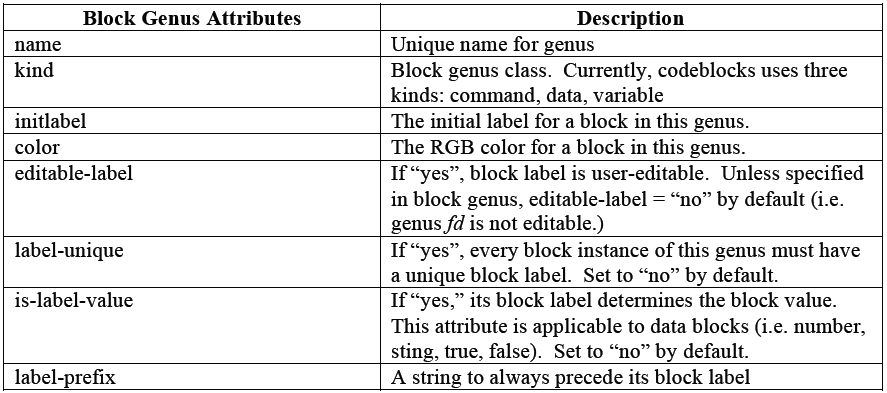 Block Genus Attributes Description
name Unique name for genus
kind Block genus class.  Currently, codeblocks uses three
kinds: command, data, variable
initlabel The initial label for a block in this genus.
color The RGB color for a block in this genus.
editable-label If “yes”, block label is user-editable.  Unless specified
in block genus, editable-label = “no” by default (i.e.
genus fd is not editable.)
label-unique If “yes”, every block instance of this genus must have
a unique block label.  Set to “no” by default.
is-label-value If “yes,” its block label determines the block value.
This attribute is applicable to data blocks (i.e. number,
sting, true, false).  Set to “no” by default.
label-prefix A string to always precede its block label